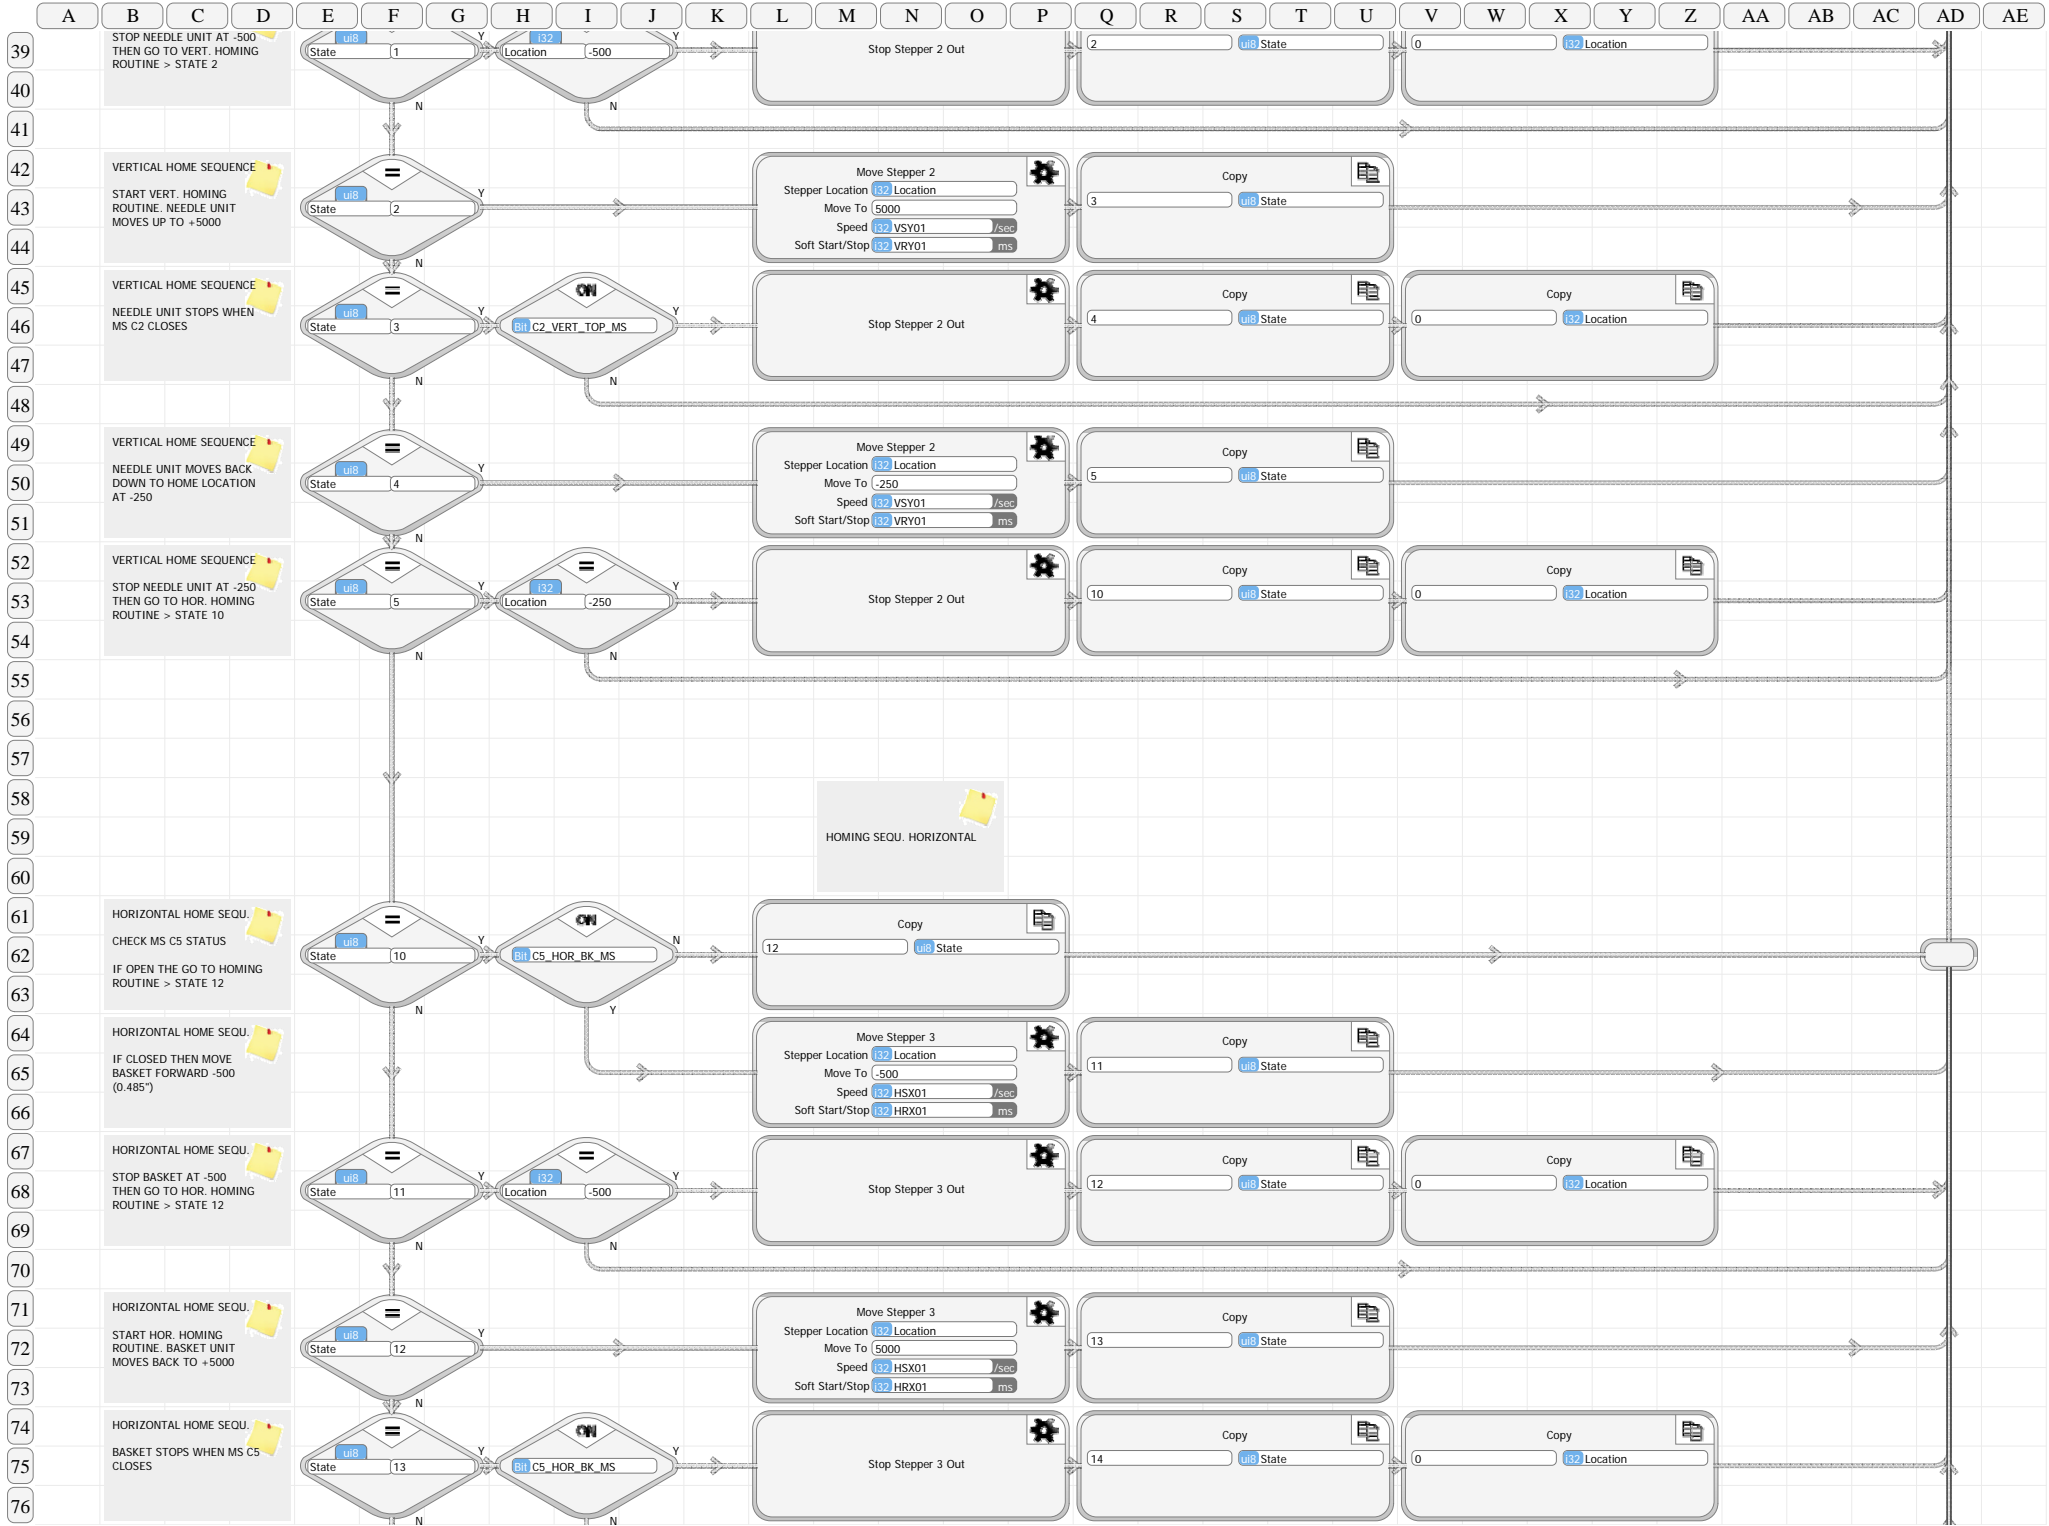 A B C D E F G H I J K L M N O P Q R S T U V W X Y Z AA AB AC AD AE
39
STOP NEEDLE UNIT AT -500
THEN GO TO VERT. HOMING
ROUTINE > STATE 2
ui8
State 1
Y
N
i32
Location -500
Y
N
Stop Stepper 2 Out
2 ui8 State
0 i32 Location
40
41
42
VERTICAL HOME SEQUENCE
START VERT. HOMING
ROUTINE. NEEDLE UNIT
MOVES UP TO +5000
=
ui8
State 2
Y
N
Move Stepper 2
Stepper Location i32 Location
Move To 5000
Speed i32 VSY01 /sec
Soft Start/Stop i32 VRY01 ms
Copy
3 ui8 State
43
44
45
VERTICAL HOME SEQUENCE
NEEDLE UNIT STOPS WHEN
MS C2 CLOSES
=
ui8
State 3
Y
N
ON
Bit C2_VERT_TOP_MS
Y
N
Stop Stepper 2 Out
Copy
4 ui8 State
Copy
0 i32 Location
46
47
48
49
VERTICAL HOME SEQUENCE
NEEDLE UNIT MOVES BACK
DOWN TO HOME LOCATION
AT -250
=
ui8
State 4
Y
N
Move Stepper 2
Stepper Location i32 Location
Move To -250
Speed i32 VSY01 /sec
Soft Start/Stop i32 VRY01 ms
Copy
5 ui8 State
50
51
52
VERTICAL HOME SEQUENCE
STOP NEEDLE UNIT AT -250
THEN GO TO HOR. HOMING
ROUTINE > STATE 10
=
ui8
State 5
Y
N
=
i32
Location -250
Y
N
Stop Stepper 2 Out
Copy
10 ui8 State
Copy
0 i32 Location
53
54
55
56
57
58
59
HOMING SEQU. HORIZONTAL
60
61
HORIZONTAL HOME SEQU.
CHECK MS C5 STATUS
IF OPEN THE GO TO HOMING
ROUTINE > STATE 12
=
ui8
State 10
Y
N
ON
Bit C5_HOR_BK_MS
N
Y
Copy
12 ui8 State
62
63
64
HORIZONTAL HOME SEQU.
IF CLOSED THEN MOVE
BASKET FORWARD -500
(0.485")
Move Stepper 3
Stepper Location i32 Location
Move To -500
Speed i32 HSX01 /sec
Soft Start/Stop i32 HRX01 ms
Copy
11 ui8 State
65
66
67
HORIZONTAL HOME SEQU.
STOP BASKET AT -500
THEN GO TO HOR. HOMING
ROUTINE > STATE 12
=
ui8
State 11
Y
N
=
i32
Location -500
Y
N
Stop Stepper 3 Out
Copy
12 ui8 State
Copy
0 i32 Location
68
69
70
71
HORIZONTAL HOME SEQU.
START HOR. HOMING
ROUTINE. BASKET UNIT
MOVES BACK TO +5000
=
ui8
State 12
Y
N
Move Stepper 3
Stepper Location i32 Location
Move To 5000
Speed i32 HSX01 /sec
Soft Start/Stop i32 HRX01 ms
Copy
13 ui8 State
72
73
74
HORIZONTAL HOME SEQU.
BASKET STOPS WHEN MS C5
CLOSES
=
ui8
State 13
Y
N
ON
Bit C5_HOR_BK_MS
Y
N
Stop Stepper 3 Out
Copy
14 ui8 State
Copy
0 i32 Location
75
76